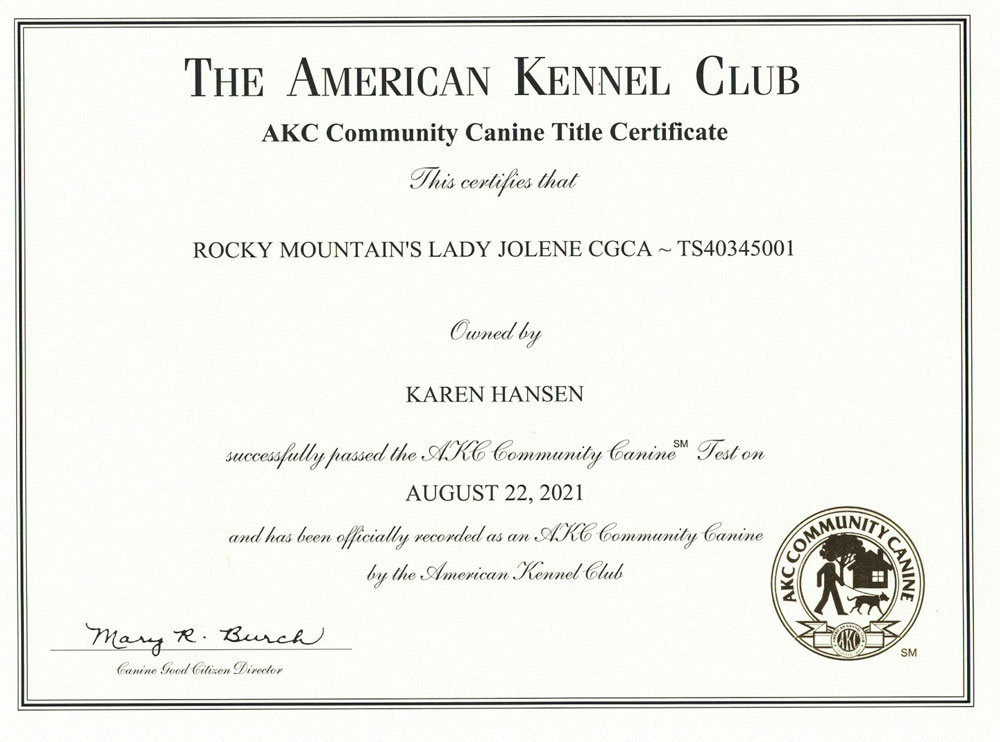 THE AMERICAN KENNEL CLUB
AKC Community Canine Title Certificate
This certifies that
ROCKY MOUNTAIN'S LADY JOLENE CGCA ~ TS40345001
Owned by
KAREN HANSEN
successfully passed the AKC Community Canine℠ Test on
AUGUST 22, 2021
and has been officially recorded as an AKC Community Canine
by the American Kennel Club
AKC COMMUNITY CANINE
AKC
SM
Mary R. Burch
Canine Good Citizen Director